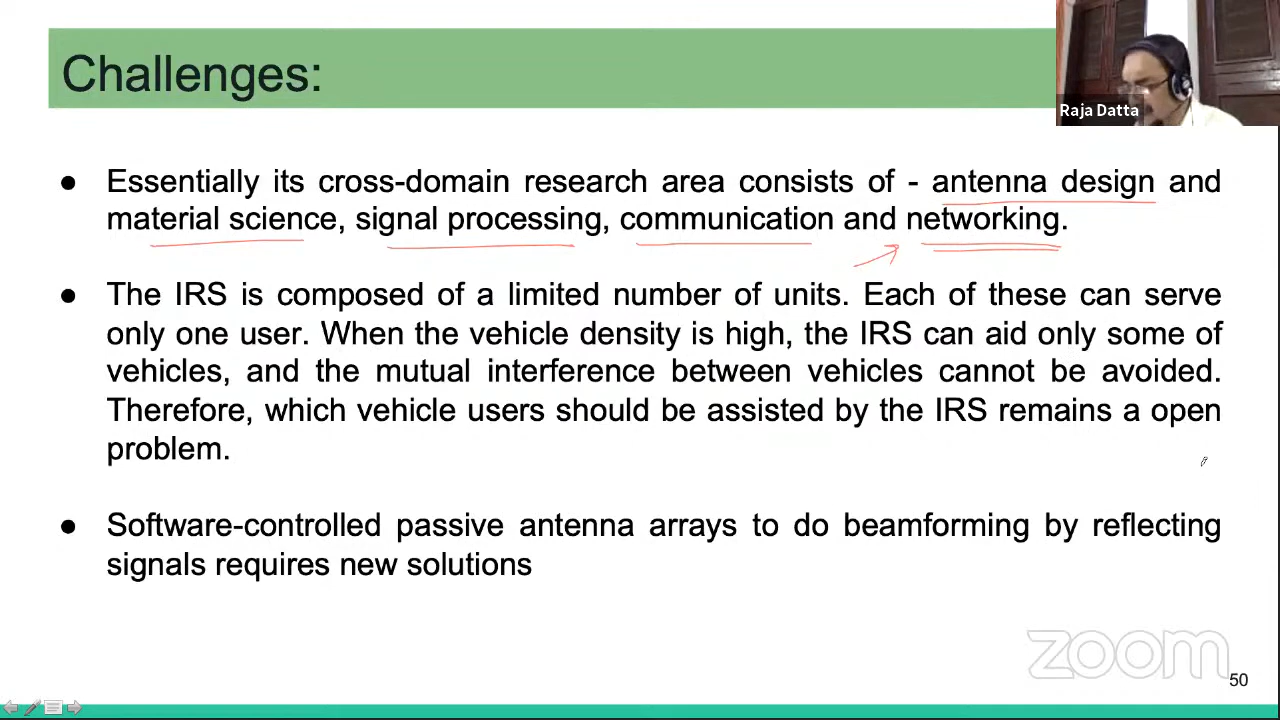 Challenges:
Raja Datta
● Essentially its cross-domain research area consists of - antenna design and
material science, signal processing, communication and networking.
● The IRS is composed of a limited number of units. Each of these can serve
only one user. When the vehicle density is high, the IRS can aid only some of
vehicles, and the mutual interference between vehicles cannot be avoided.
Therefore, which vehicle users should be assisted by the IRS remains a open
problem.
● Software-controlled passive antenna arrays to do beamforming by reflecting
signals requires new solutions
zoom
50